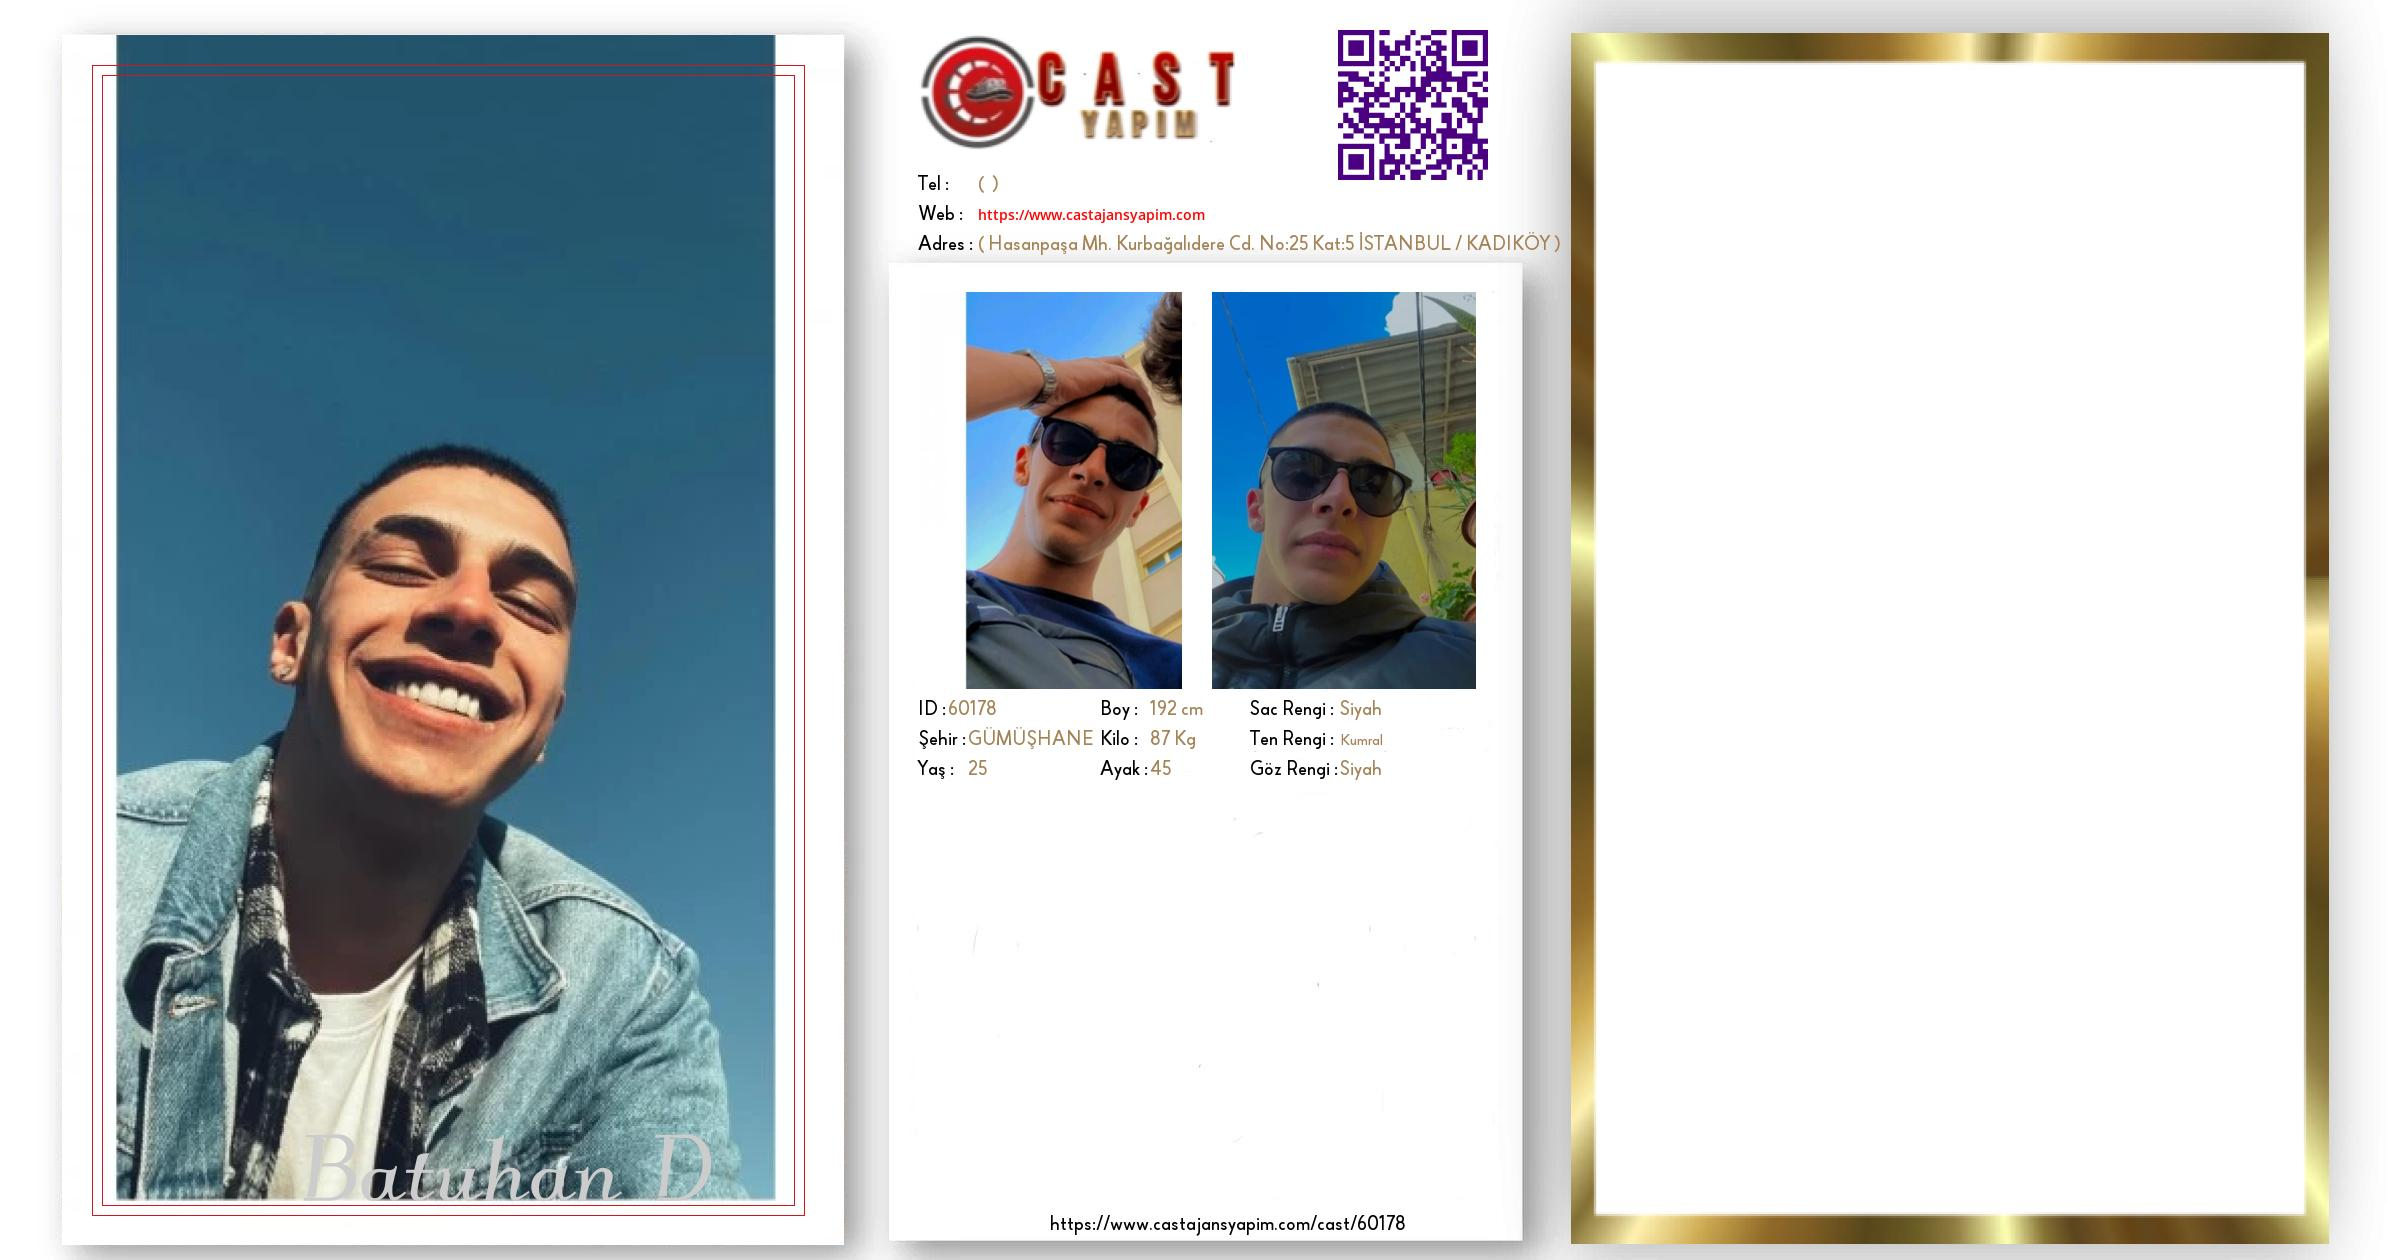 Batuhan D
CAST
YAPIM
Tel : ( )
Web : https://www.castajansyapim.com
Adres : ( Hasanpaşa Mh. Kurbağalıdere Cd. No:25 Kat:5 İSTANBUL / KADIKÖY )
ID : 60178 Boy : 192 cm Sac Rengi : Siyah
Şehir : GÜMÜŞHANE Kilo : 87 Kg Ten Rengi : Kumral
Yaş : 25 Ayak : 45 Göz Rengi : Siyah
https://www.castajansyapim.com/cast/60178